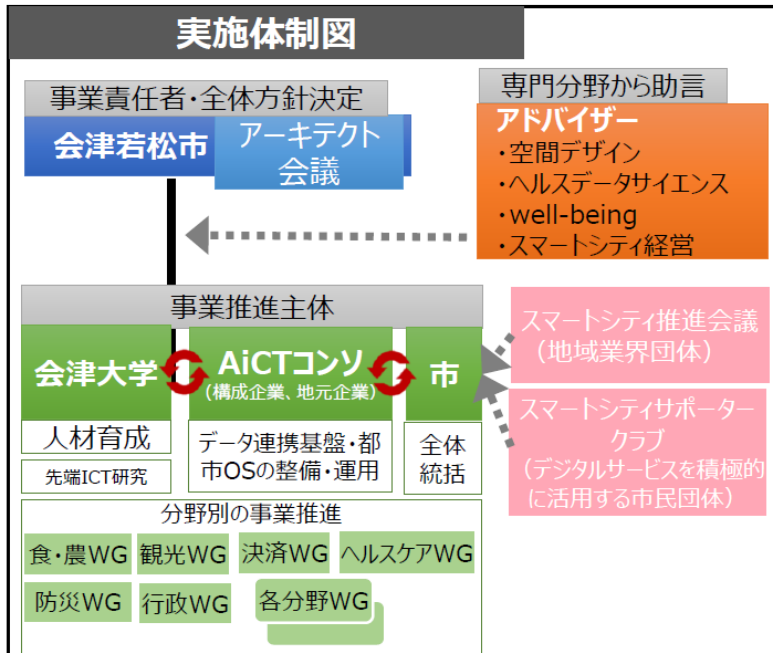 実施体制図
事業責任者・全体方針決定
会津若松市
アーキテクト
会議
専門分野から助言
アドバイザー
・空間デザイン
・ヘルスデータサイエンス
・well-being
・スマートシティ経営
事業推進主体
会津大学
AiCTコンソ
(構成企業、地元企業)
市
人材育成
先端ICT研究
データ連携基盤・都
市OSの整備・運用
全体
統括
スマートシティ推進会議
(地域業界団体)
スマートシティサポーター
クラブ
(デジタルサービスを積極的
に活用する市民団体)
分野別の事業推進
食・農WG
観光WG
決済WG
ヘルスケアWG
防災WG
行政WG
各分野WG